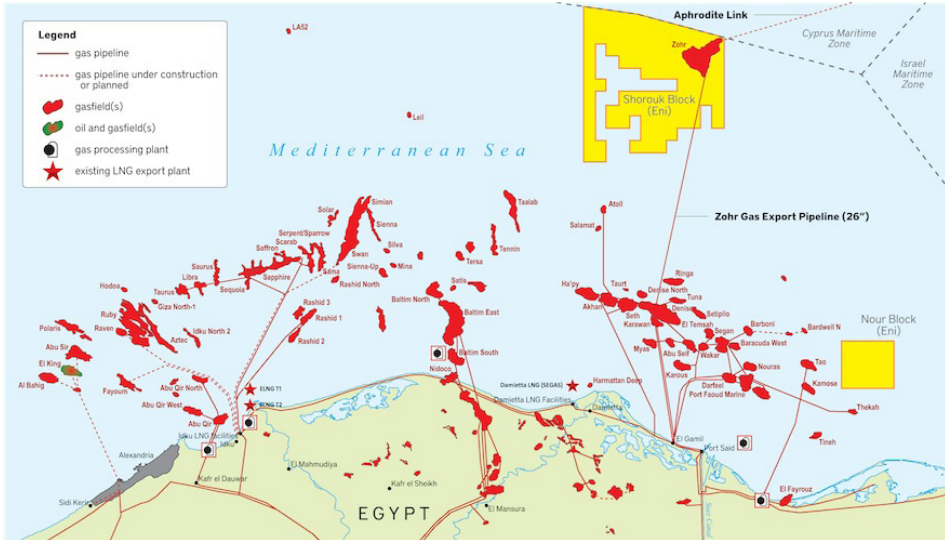 Legend
gas pipeline
gas pipeline under construction
or planned
gasfield(s)
oil and gasfield(s)
gas processing plant
existing LNG export plant
LAS2
Leil
Mediterranean Sea
Aphrodite Link
Cyprus Maritime
Zone
Israel
Maritime
Zone
Zohr
Shorouk Block
(Eni)
Zohr Gas Export Pipeline (26")
Nour Block
(Eni)
Solar
Simian
Sienna
Serpent/Sparrow
Scarab
Saffron
Swan
Silva
Sienna-Up
Mina
Rashid North
Sama
Sapphire
Saurus
Libra
Taurus
Sequoia
Hodoa
Giza North-1
Ruby
Raven
Polaris
Abu Sir
El King
Al Bahig
Aztec
Idku North 2
Fayoum
Abu Qir North
Abu Qir West
Abu Qir
Rashid 3
Rashid 1
Rashid 2
Taalab
Tennin
Tersa
Satis
Baltim North
Baltim East
Baltim South
Nidoco
Atoll
Salamat
Ha'py
Taurt
Akhan
Seth
Karawan
Denise North
Denise
Ringa
Tuna
Setiplio
El Temsah
Segan
Barboni
Bardwell N
Baracuda West
Wakar
Abu Seif
Myas
Karous
Nouras
Darfeel
Port Faoud Marine
Tao
Kamose
Thekah
Tineh
Harmattan Deep
El Fayrouz
ELNG T1
ELNG T2
Idku LNG facilities
Idku
Damietta LNG (SEGAS)
Damietta LNG Facilities
Damietta
El Gamil
Port Said
Suez Canal
Alexandria
Sidi Kerir
Kafr el Dauwar
El Mahmudiya
Kafr el Sheikh
El Mansura
EGYPT